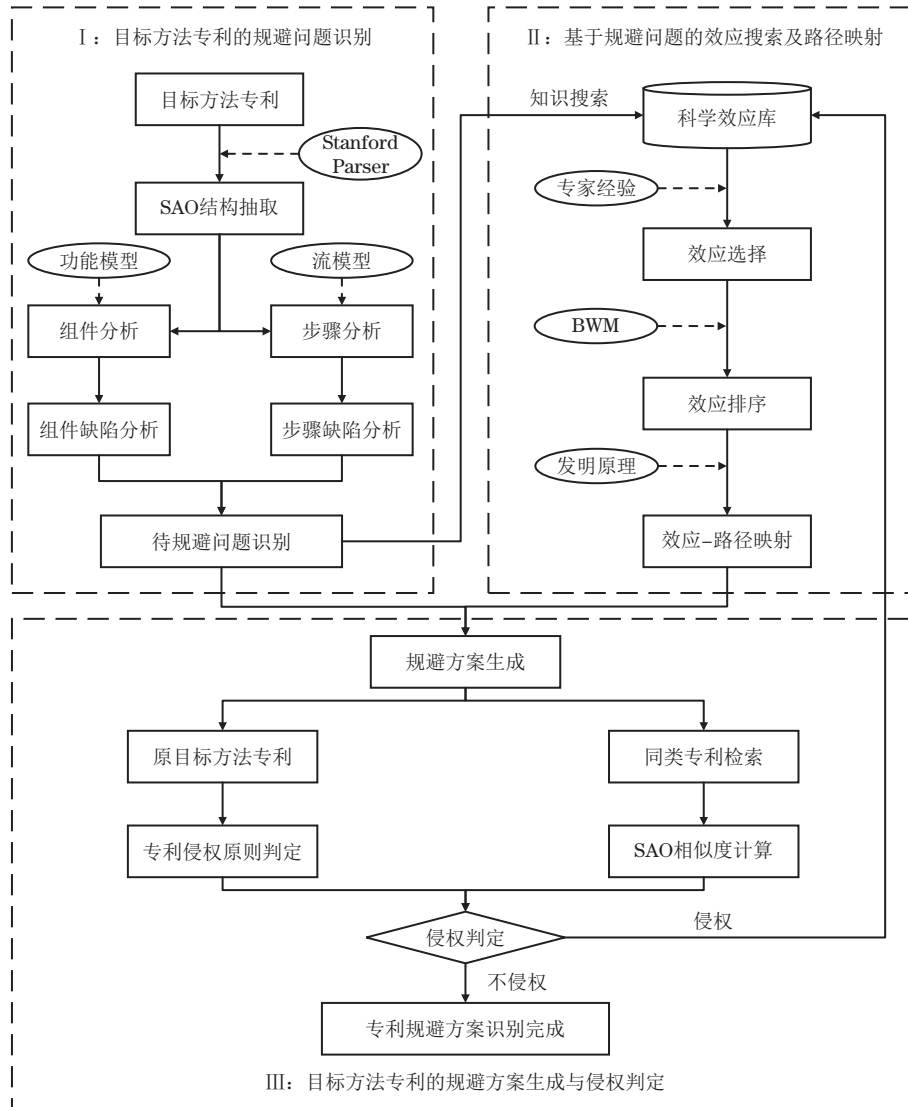 Ⅰ：目标方法专利的规避问题识别
目标方法专利
Stanford
Parser
SAO结构抽取
功能模型
流模型
组件分析
步骤分析
组件缺陷分析
步骤缺陷分析
待规避问题识别
Ⅱ：基于规避问题的效应搜索及路径映射
知识搜索
科学效应库
专家经验
效应选择
BWM
效应排序
发明原理
效应–路径映射
规避方案生成
原目标方法专利
同类专利检索
专利侵权原则判定
SAO相似度计算
侵权判定
侵权
不侵权
专利规避方案识别完成
Ⅲ：目标方法专利的规避方案生成与侵权判定